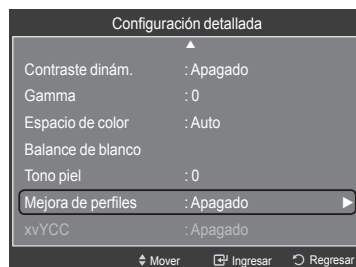 Configuración detallada
Contraste dinám. : Apagado
Gamma : 0
Espacio de color : Auto
Balance de blanco
Tono piel : 0
Mejora de perfiles : Apagado
xvYCC : Apagado
Mover Ingresar Regresar